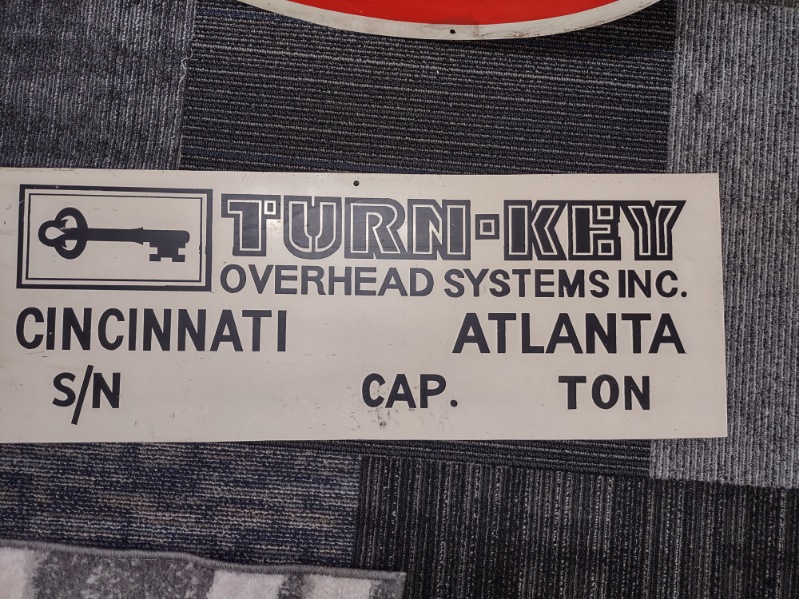 TURN-KEY
OVERHEAD SYSTEMS INC.
CINCINNATI ATLANTA
S/N CAP. TON